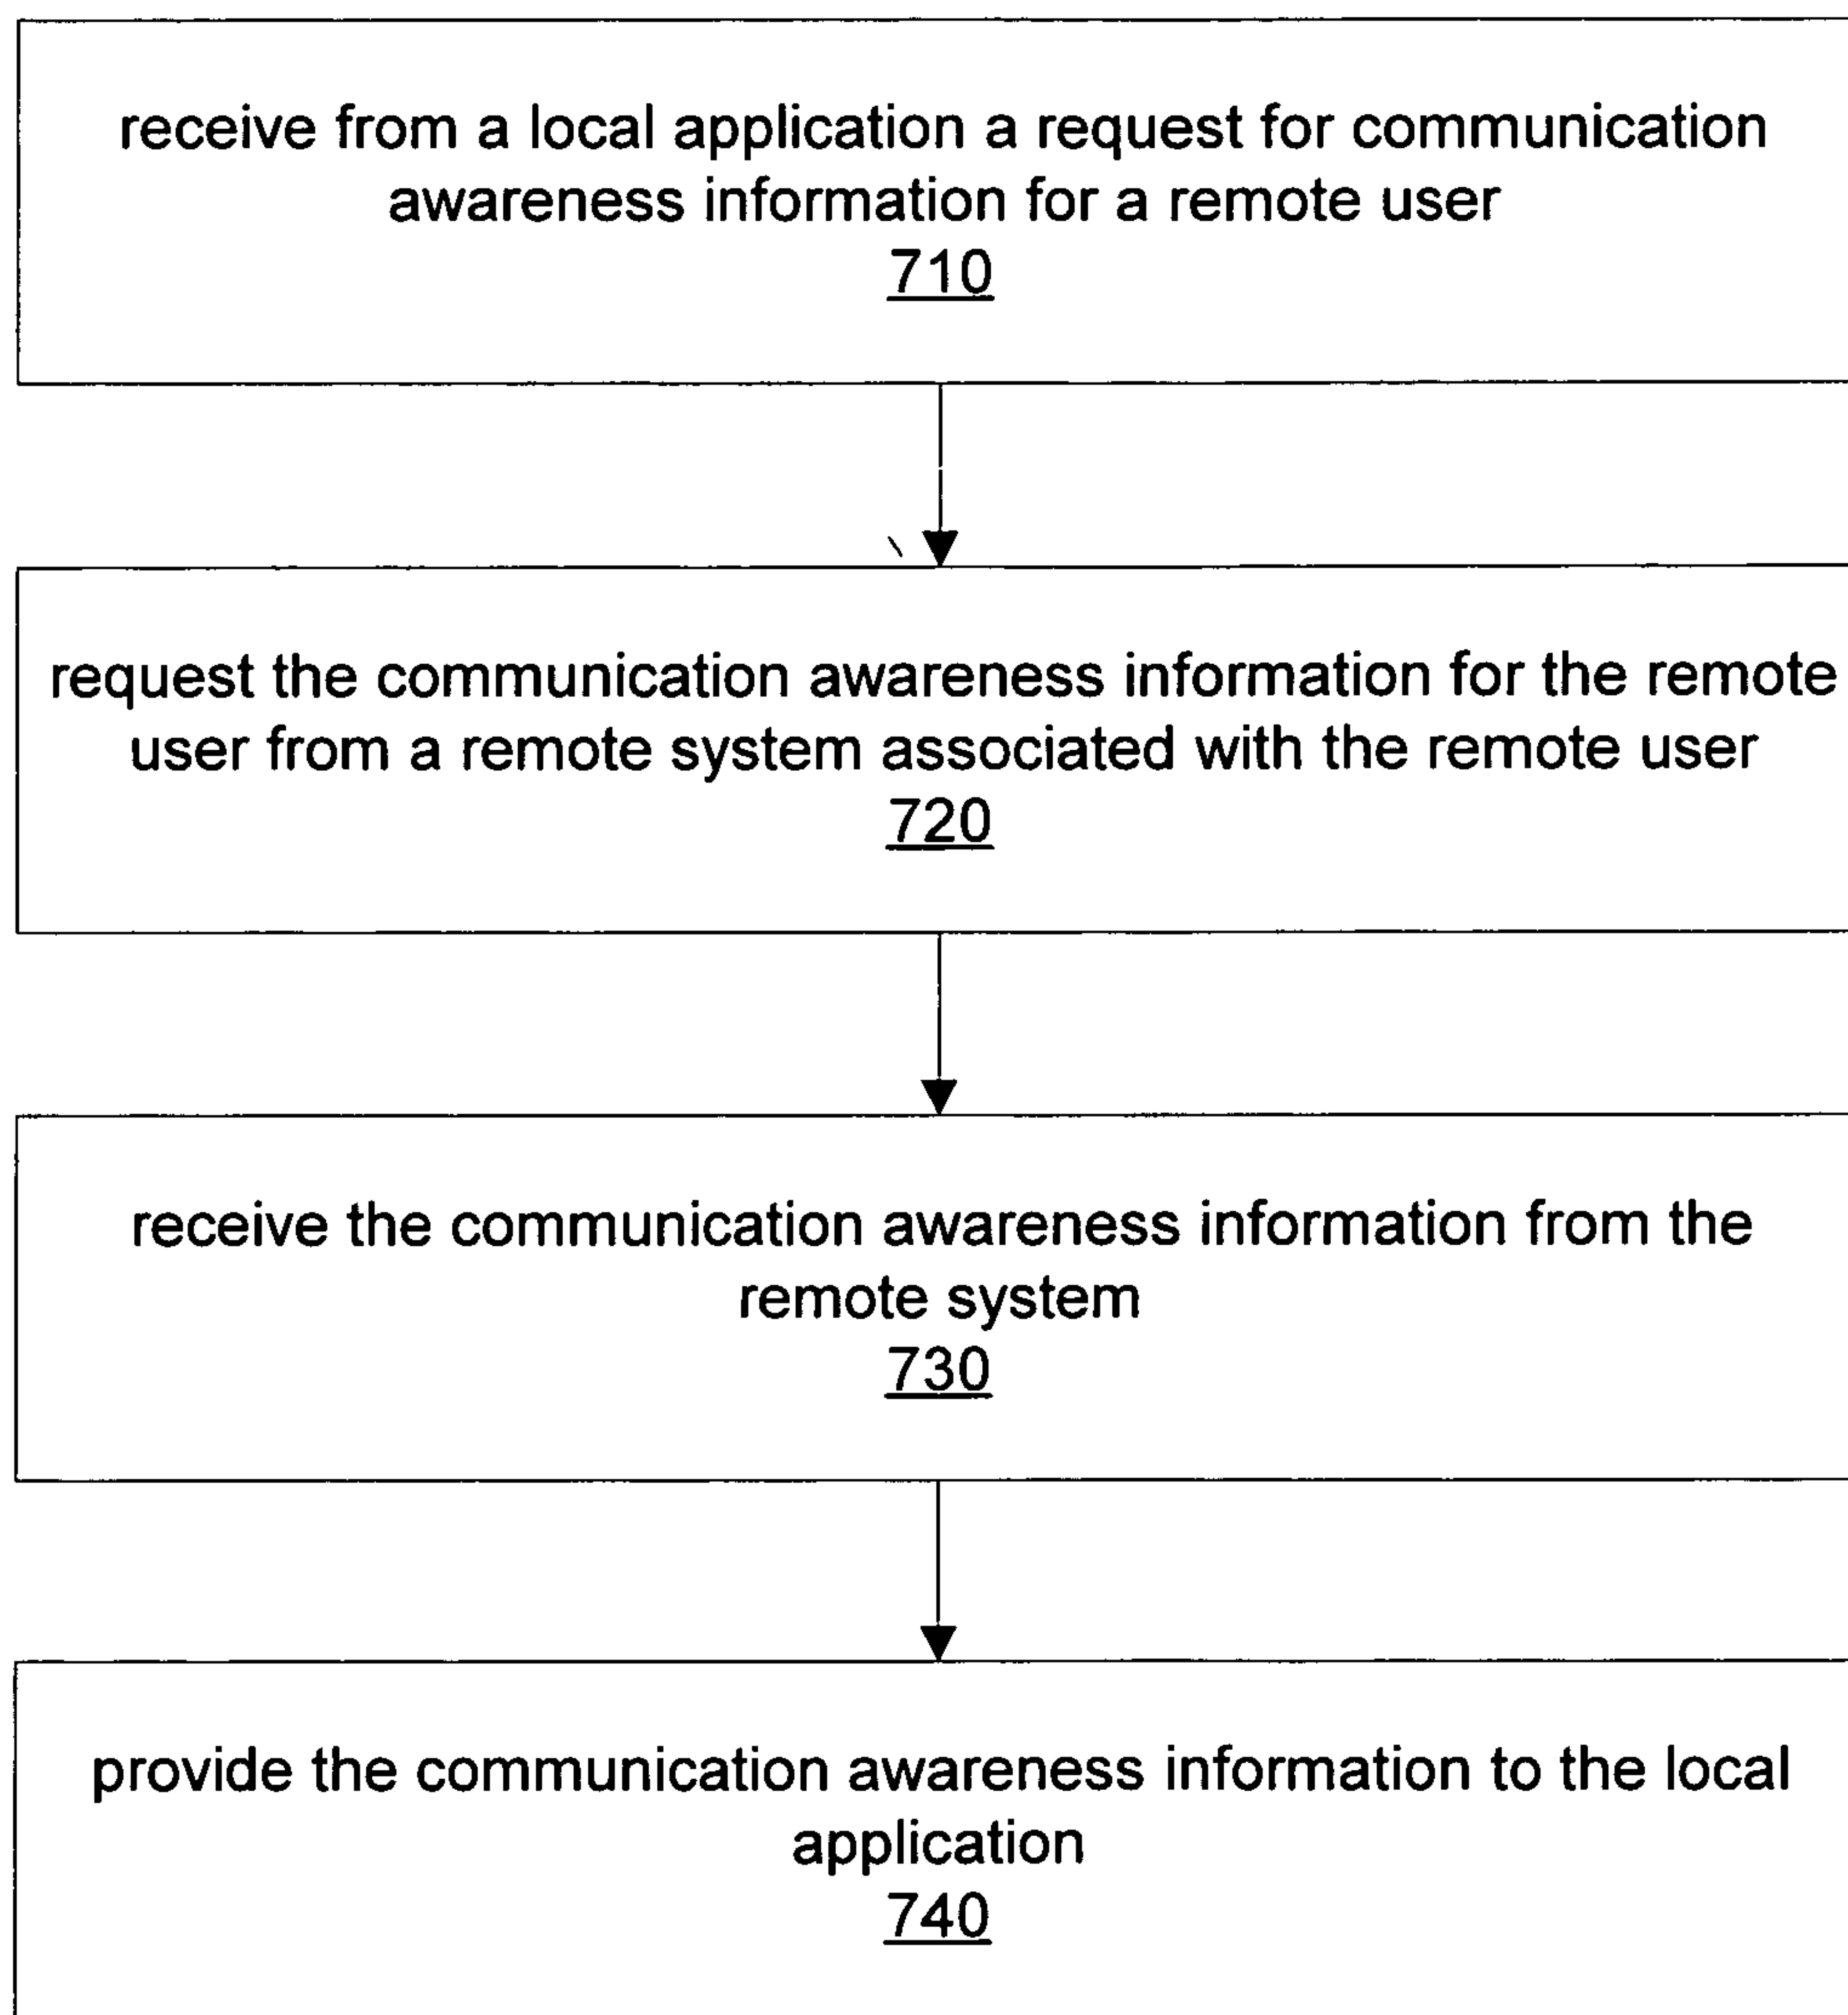 receive from a local application a request for communication
awareness information for a remote user
710
request the communication awareness information for the remote
user from a remote system associated with the remote user
720
receive the communication awareness information from the
remote system
730
provide the communication awareness information to the local
application
740